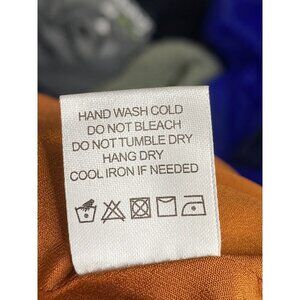 HAND WASH COLD
DO NOT BLEACH
DO NOT TUMBLE DRY
HANG DRY
COOL IRON IF NEEDED